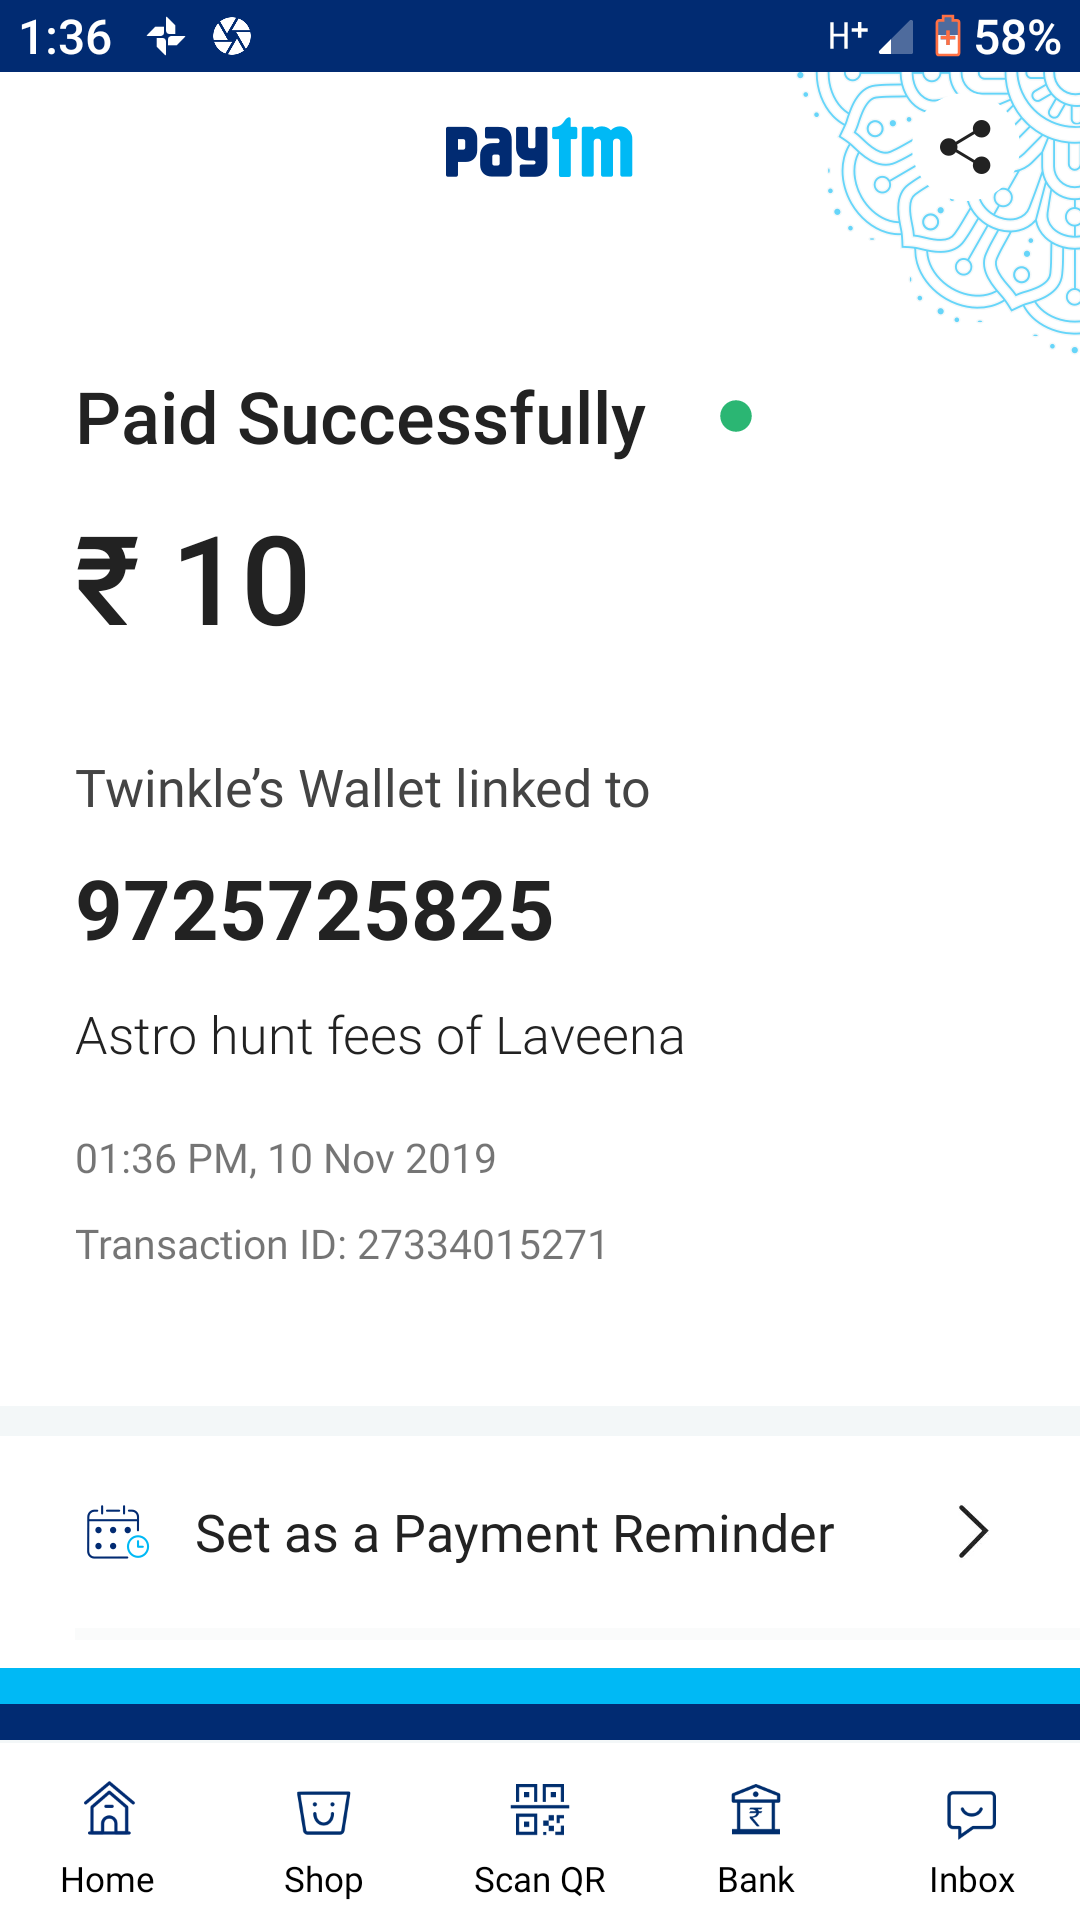 1:36 H+ 58%
paytm
Paid Successfully
₹ 10
Twinkle’s Wallet linked to
9725725825
Astro hunt fees of Laveena
01:36 PM, 10 Nov 2019
Transaction ID: 27334015271
Set as a Payment Reminder
Home Shop Scan QR Bank Inbox